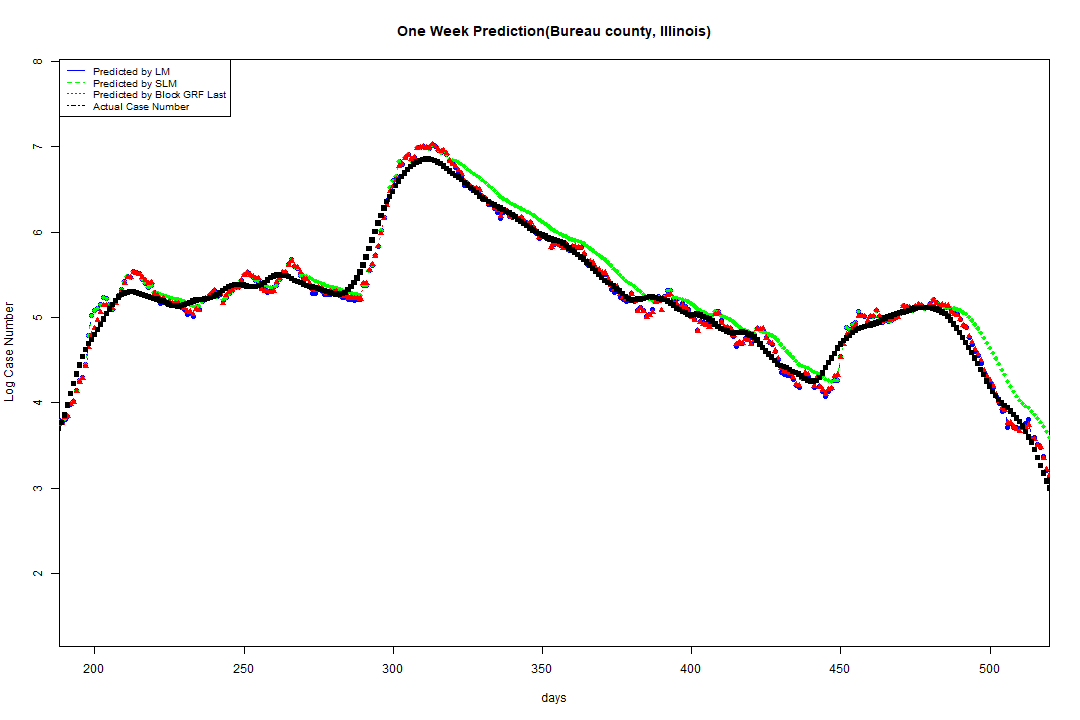 One Week Prediction(Bureau county, Illinois)
Predicted by LM
Predicted by SLM
Predicted by Block GRF Last
Actual Case Number
8
7
6
5
4
3
2
Log Case Number
200 250 300 350 400 450 500
days